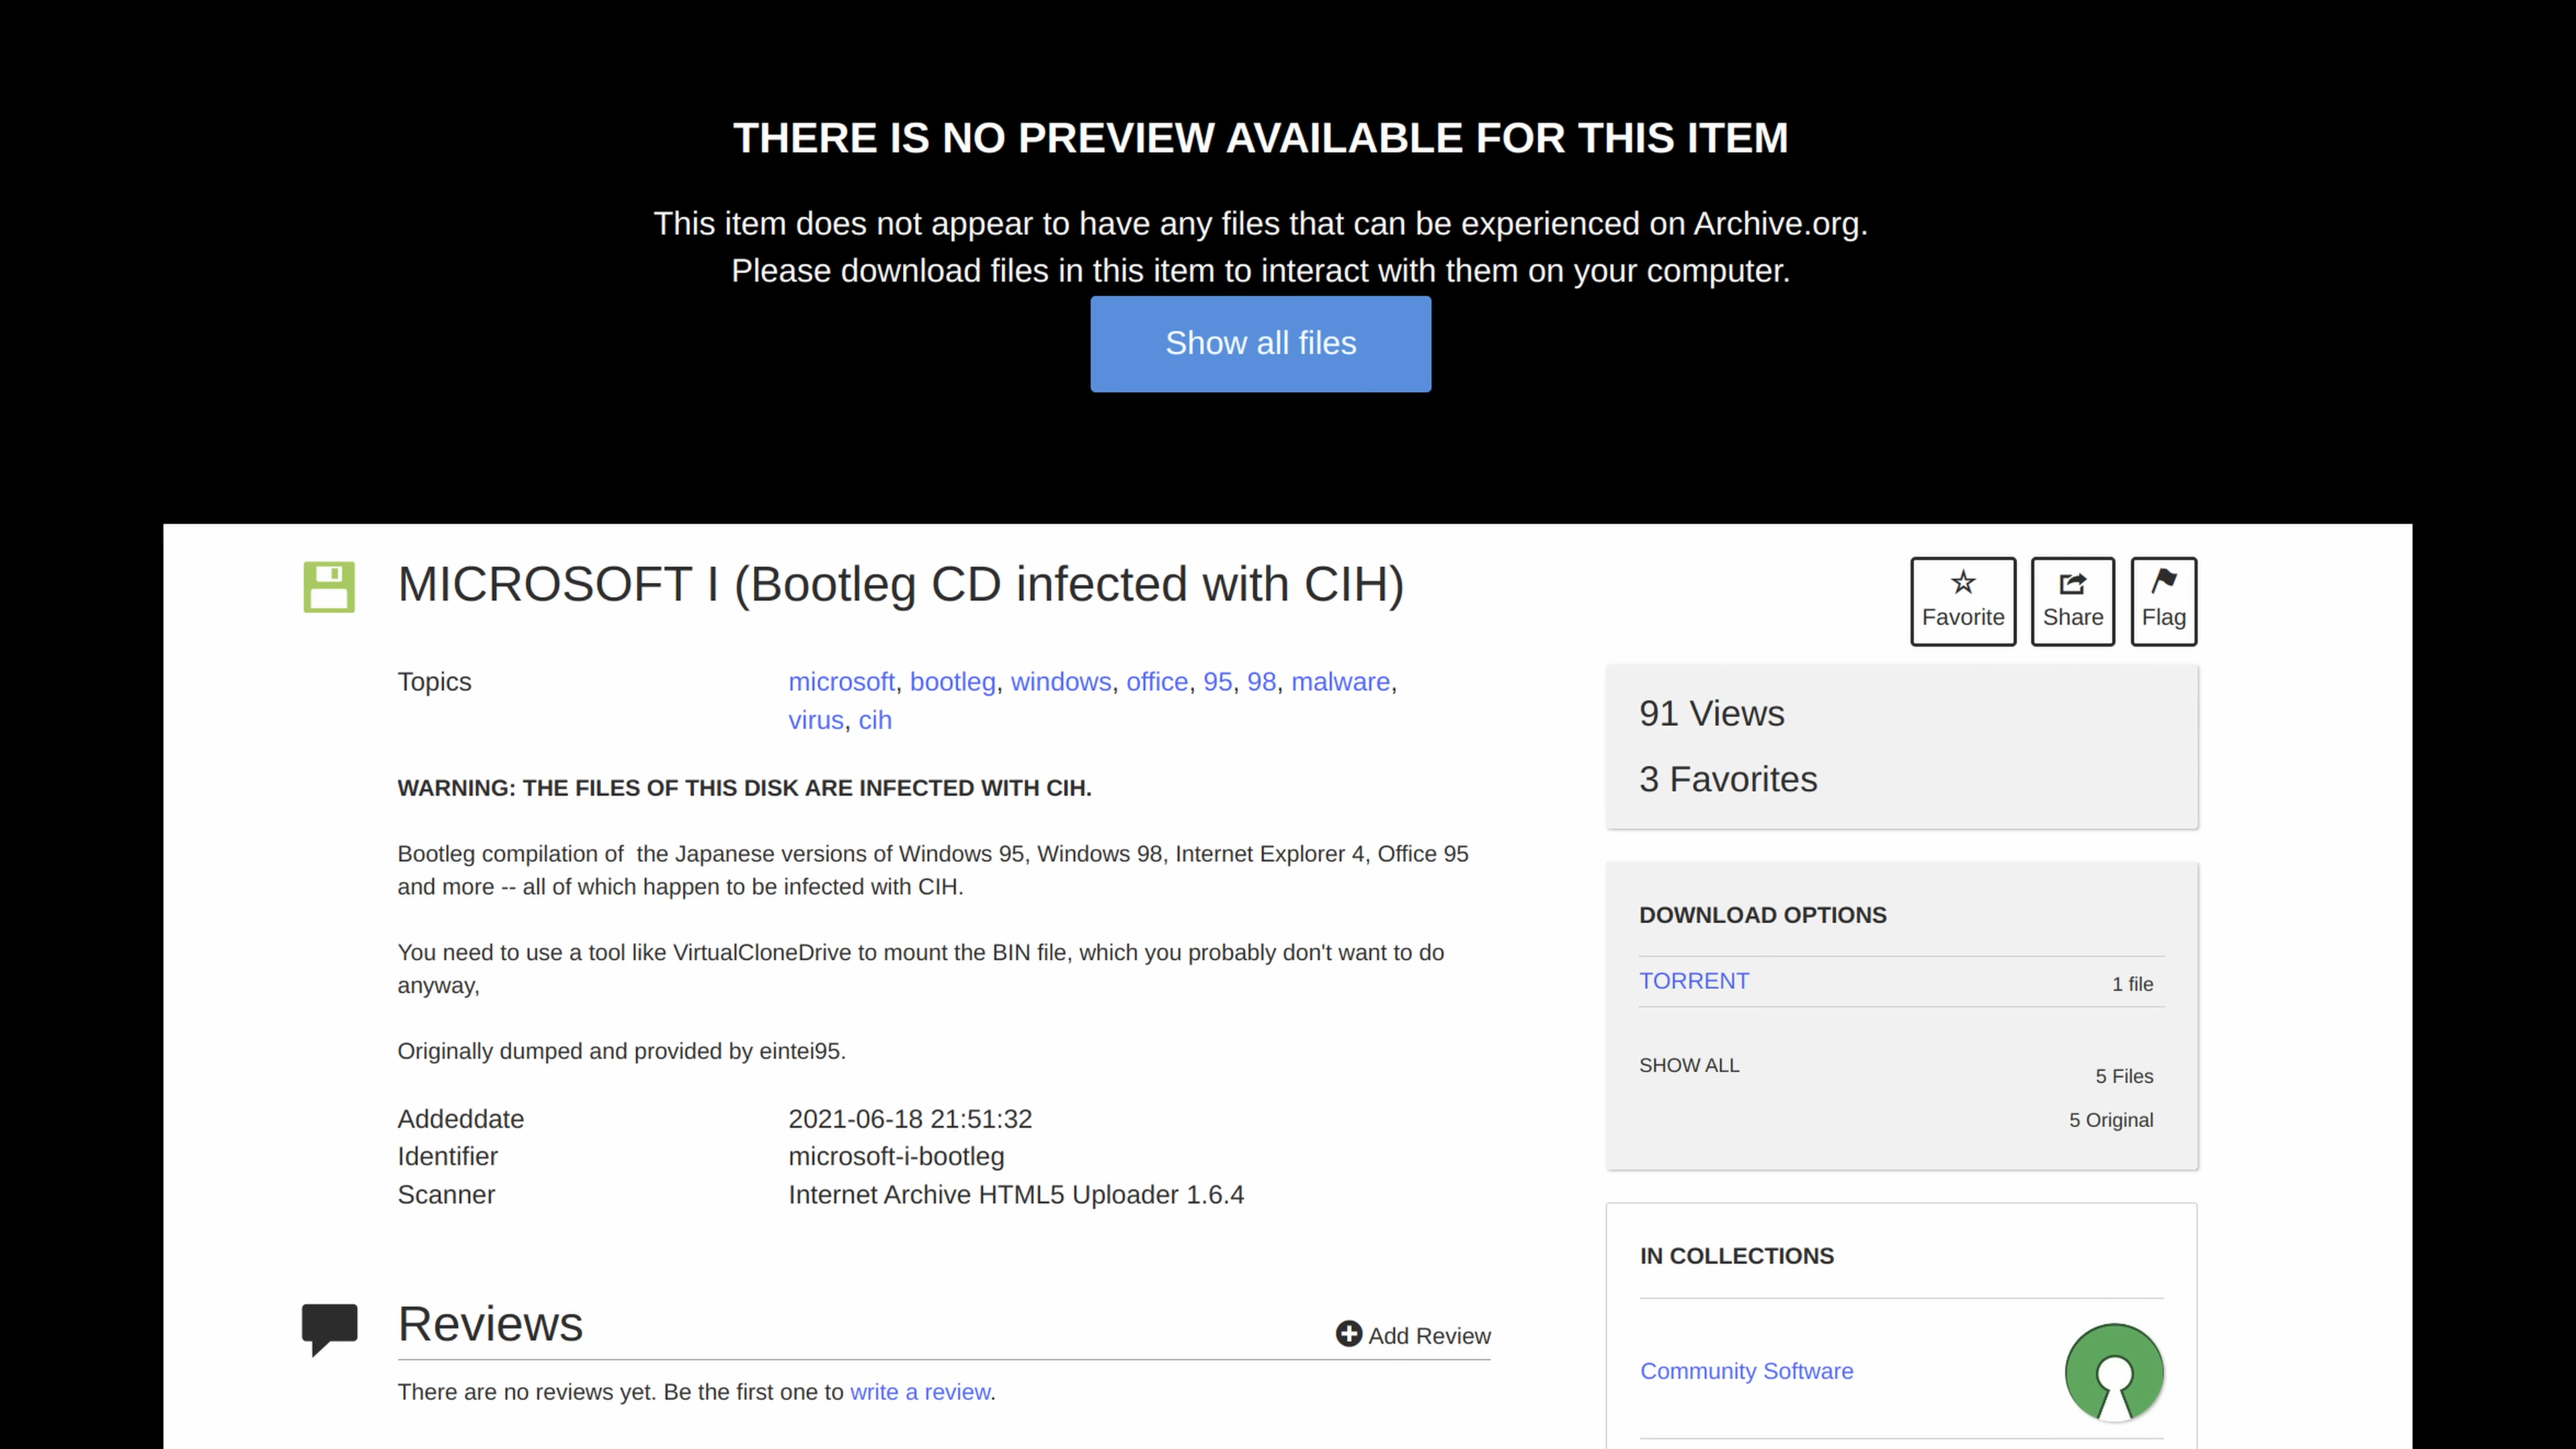 THERE IS NO PREVIEW AVAILABLE FOR THIS ITEM
This item does not appear to have any files that can be experienced on Archive.org.
Please download files in this item to interact with them on your computer.
Show all files
MICROSOFT I (Bootleg CD infected with CIH)
Favorite
Share
Flag
Topics
microsoft, bootleg, windows, office, 95, 98, malware,
virus, cih
WARNING: THE FILES OF THIS DISK ARE INFECTED WITH CIH.
Bootleg compilation of  the Japanese versions of Windows 95, Windows 98, Internet Explorer 4, Office 95
and more -- all of which happen to be infected with CIH.
You need to use a tool like VirtualCloneDrive to mount the BIN file, which you probably don't want to do
anyway,
Originally dumped and provided by eintei95.
Addeddate 2021-06-18 21:51:32
Identifier microsoft-i-bootleg
Scanner Internet Archive HTML5 Uploader 1.6.4
Reviews
Add Review
There are no reviews yet. Be the first one to write a review.
91 Views
3 Favorites
DOWNLOAD OPTIONS
TORRENT 1 file
SHOW ALL
5 Files
5 Original
IN COLLECTIONS
Community Software